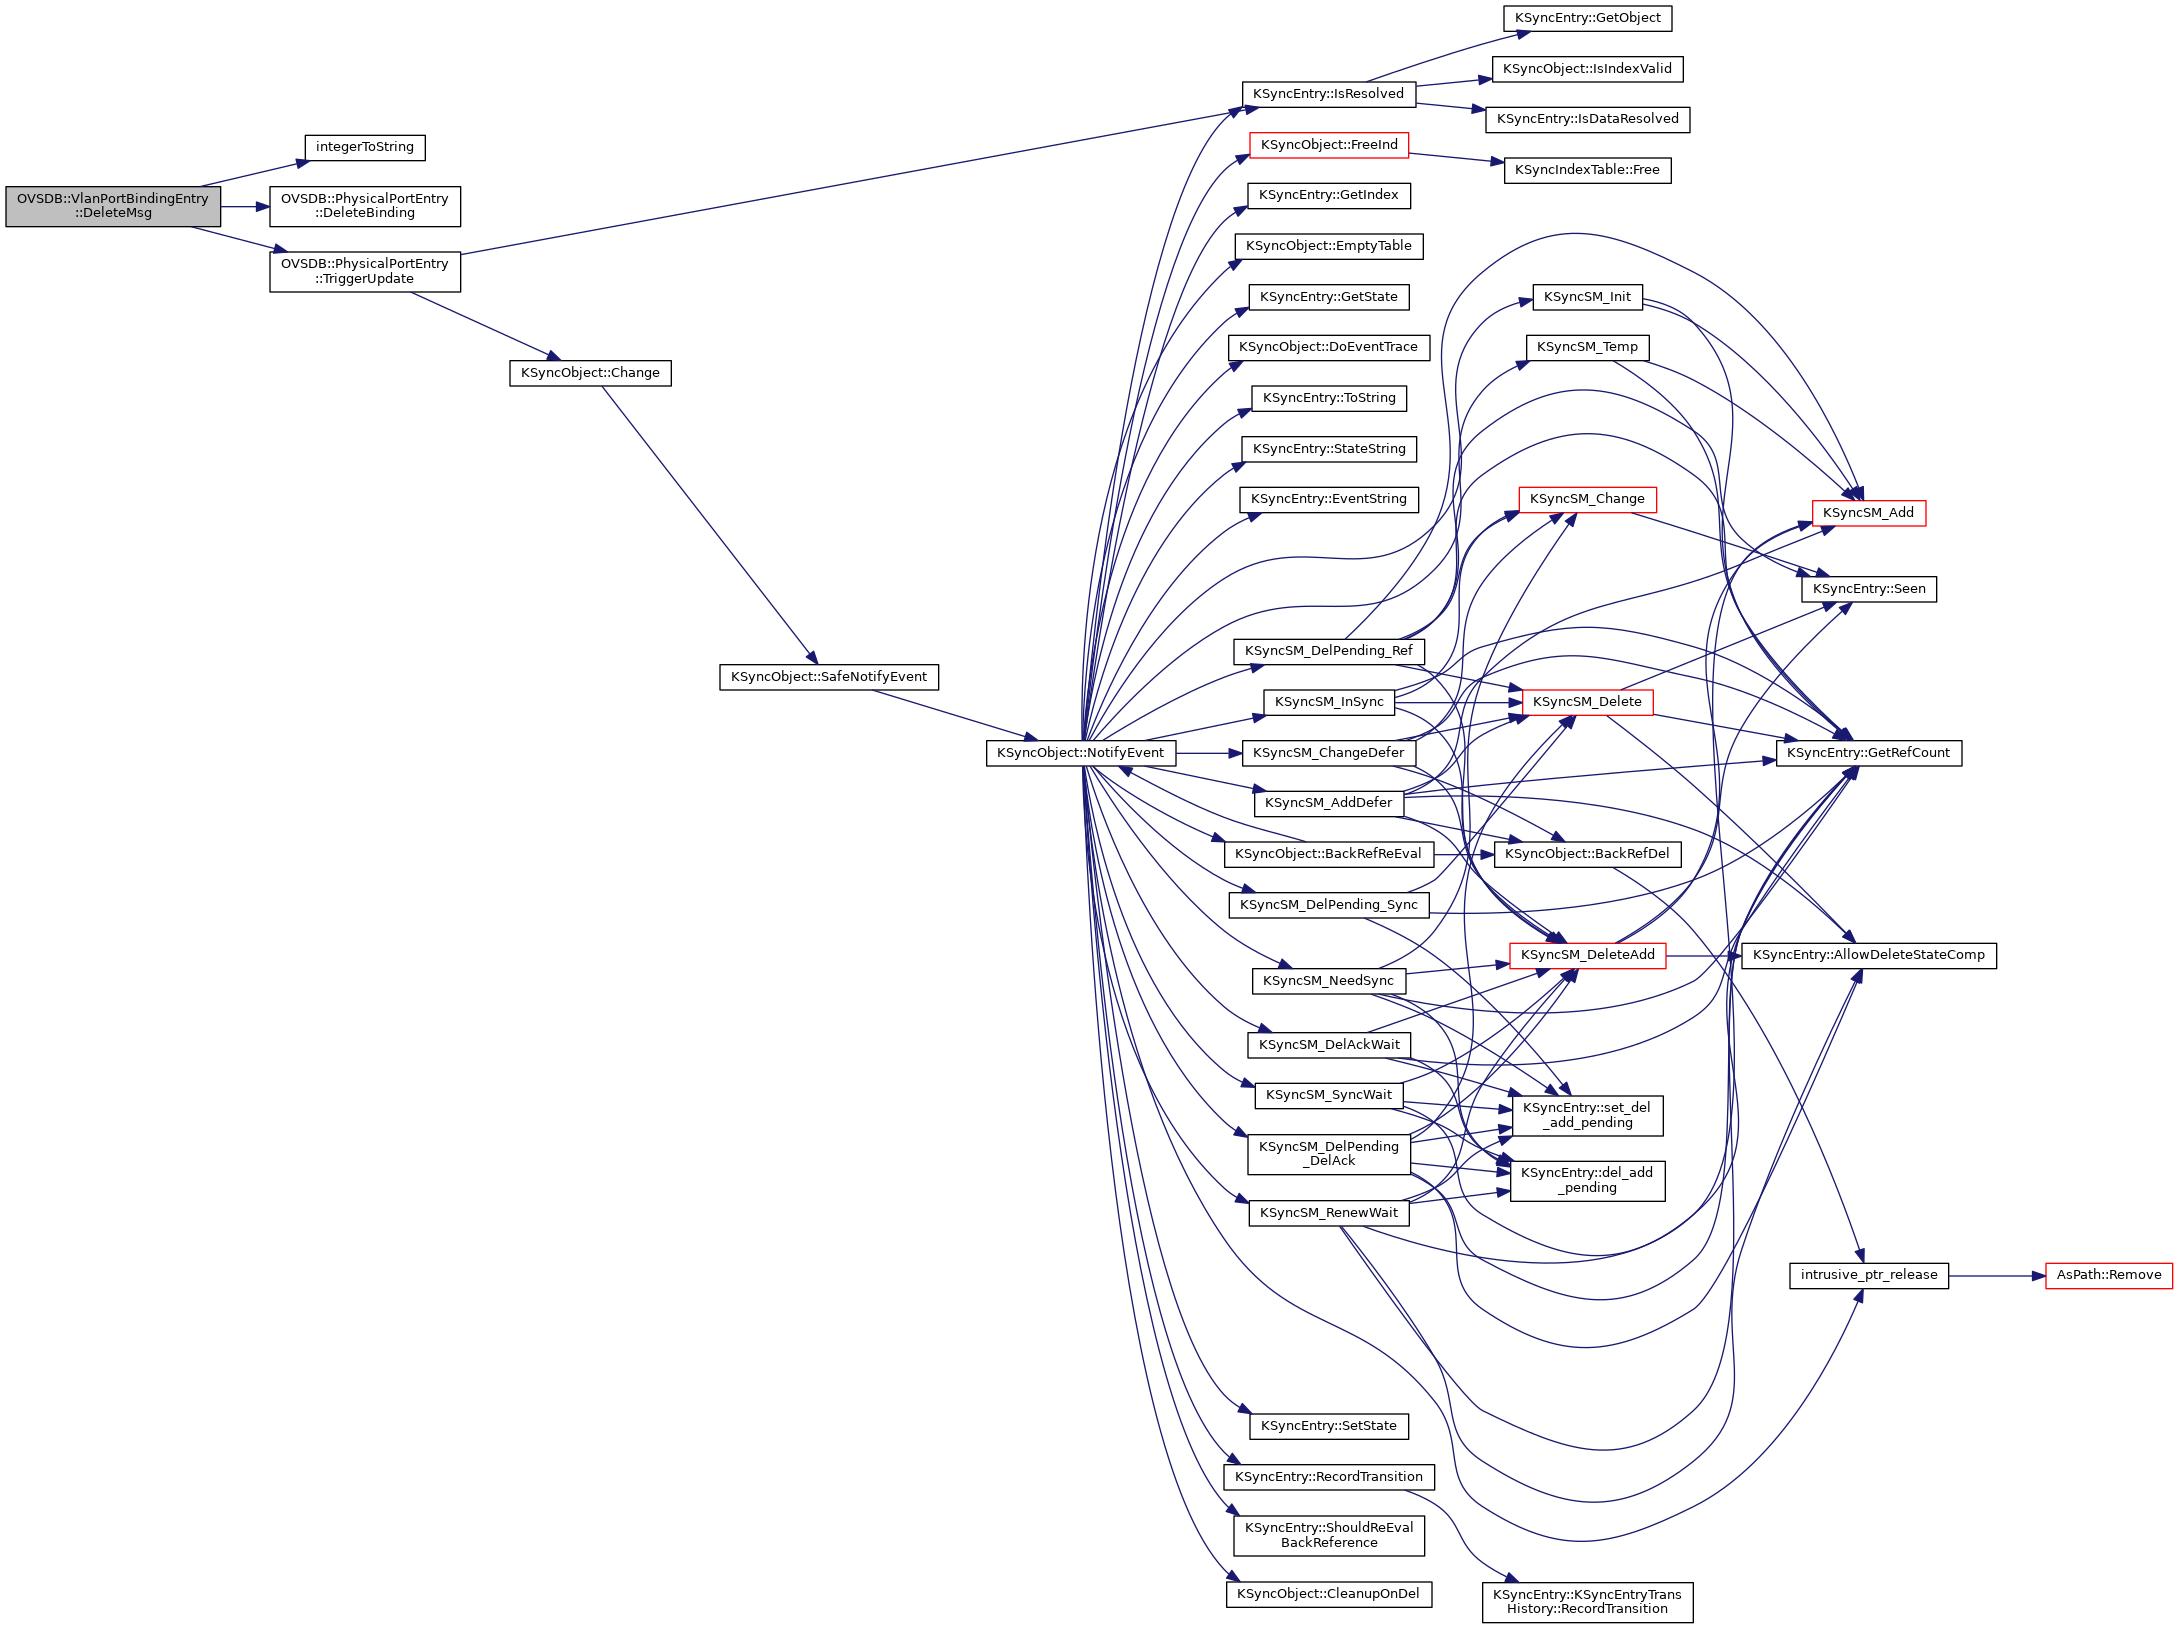 OVSDB::VlanPortBindingEntry
::DeleteMsg
integerToString
OVSDB::PhysicalPortEntry
::DeleteBinding
OVSDB::PhysicalPortEntry
::TriggerUpdate
KSyncObject::Change
KSyncObject::SafeNotifyEvent
KSyncObject::NotifyEvent
KSyncEntry::IsResolved
KSyncObject::FreeInd
KSyncEntry::GetIndex
KSyncObject::EmptyTable
KSyncEntry::GetState
KSyncObject::DoEventTrace
KSyncEntry::ToString
KSyncEntry::StateString
KSyncEntry::EventString
KSyncSM_DelPending_Ref
KSyncSM_InSync
KSyncSM_ChangeDefer
KSyncSM_AddDefer
KSyncObject::BackRefReEval
KSyncSM_DelPending_Sync
KSyncSM_NeedSync
KSyncSM_DelAckWait
KSyncSM_SyncWait
KSyncSM_DelPending
_DelAck
KSyncSM_RenewWait
KSyncEntry::SetState
KSyncEntry::RecordTransition
KSyncEntry::ShouldReEval
BackReference
KSyncObject::CleanupOnDel
KSyncEntry::GetObject
KSyncObject::IsIndexValid
KSyncEntry::IsDataResolved
KSyncIndexTable::Free
KSyncSM_Init
KSyncSM_Temp
KSyncSM_Change
KSyncSM_Delete
KSyncObject::BackRefDel
KSyncSM_DeleteAdd
KSyncEntry::set_del
_add_pending
KSyncEntry::del_add
_pending
KSyncEntry::KSyncEntryTrans
History::RecordTransition
KSyncSM_Add
KSyncEntry::Seen
KSyncEntry::GetRefCount
KSyncEntry::AllowDeleteStateComp
intrusive_ptr_release
AsPath::Remove